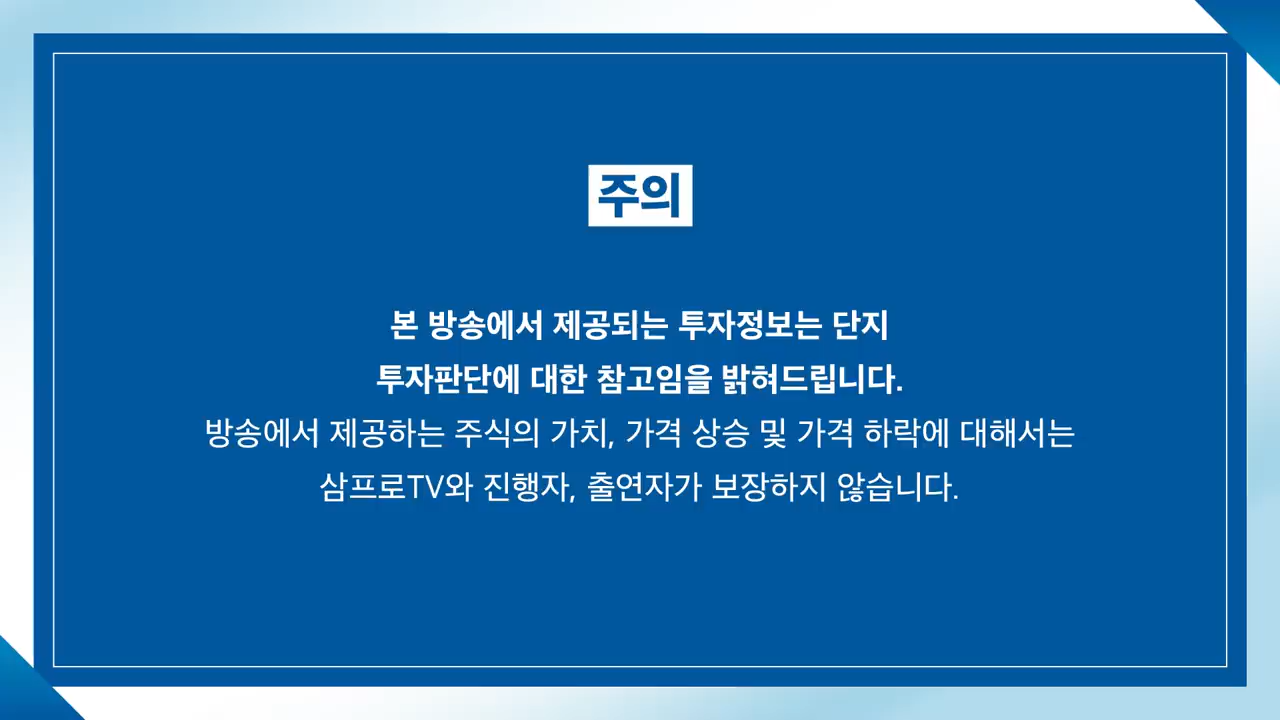 주의
본 방송에서 제공되는 투자정보는 단지
투자판단에 대한 참고임을 밝혀드립니다.
방송에서 제공하는 주식의 가치, 가격 상승 및 가격 하락에 대해서는
삼프로TV와 진행자, 출연자가 보장하지 않습니다.